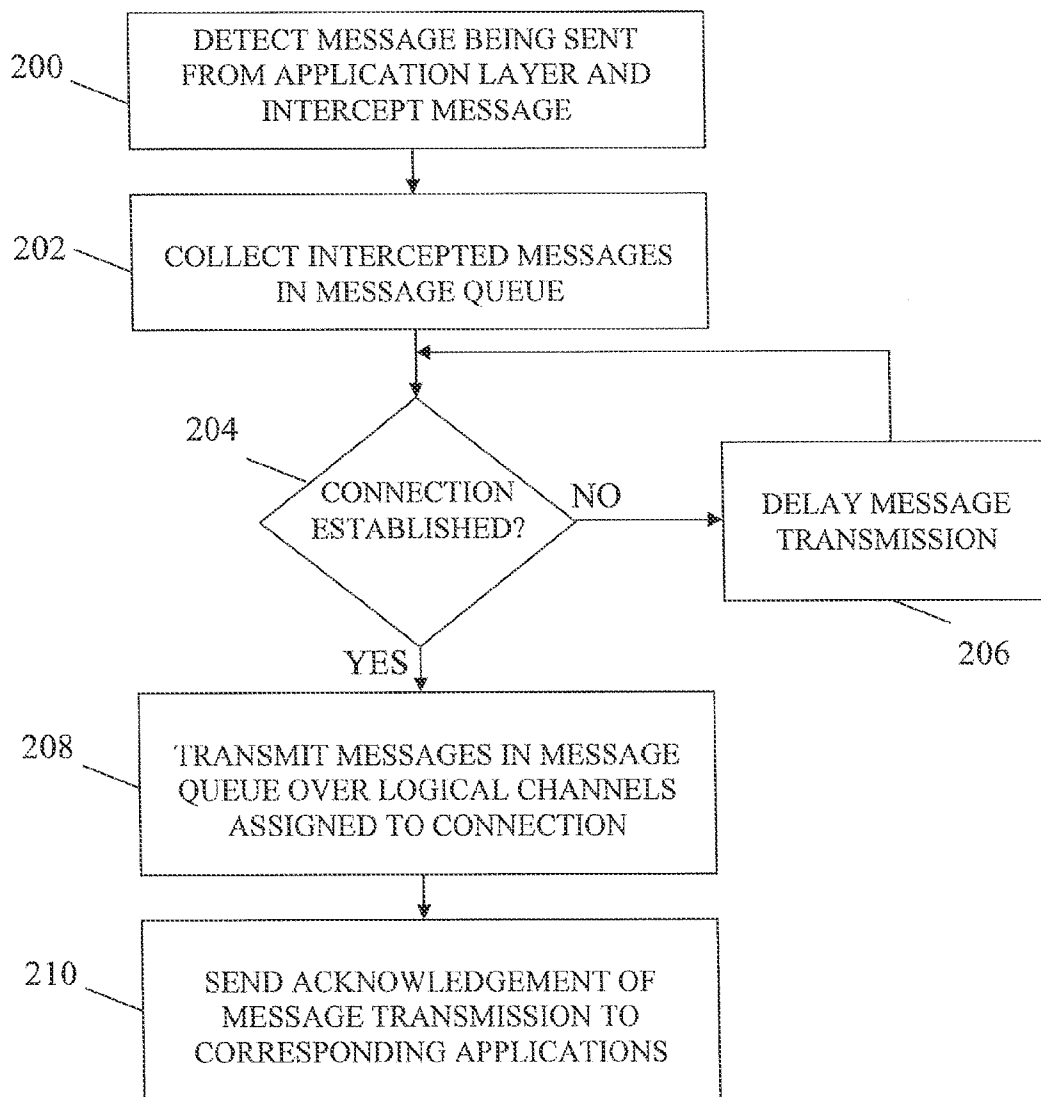 200
DETECT MESSAGE BEING SENT
FROM APPLICATION LAYER AND
INTERCEPT MESSAGE
202
COLLECT INTERCEPTED MESSAGES
IN MESSAGE QUEUE
204
CONNECTION
ESTABLISHED?
NO
DELAY MESSAGE
TRANSMISSION
206
YES
208
TRANSMIT MESSAGES IN MESSAGE
QUEUE OVER LOGICAL CHANNELS
ASSIGNED TO CONNECTION
210
SEND ACKNOWLEDGEMENT OF
MESSAGE TRANSMISSION TO
CORRESPONDING APPLICATIONS